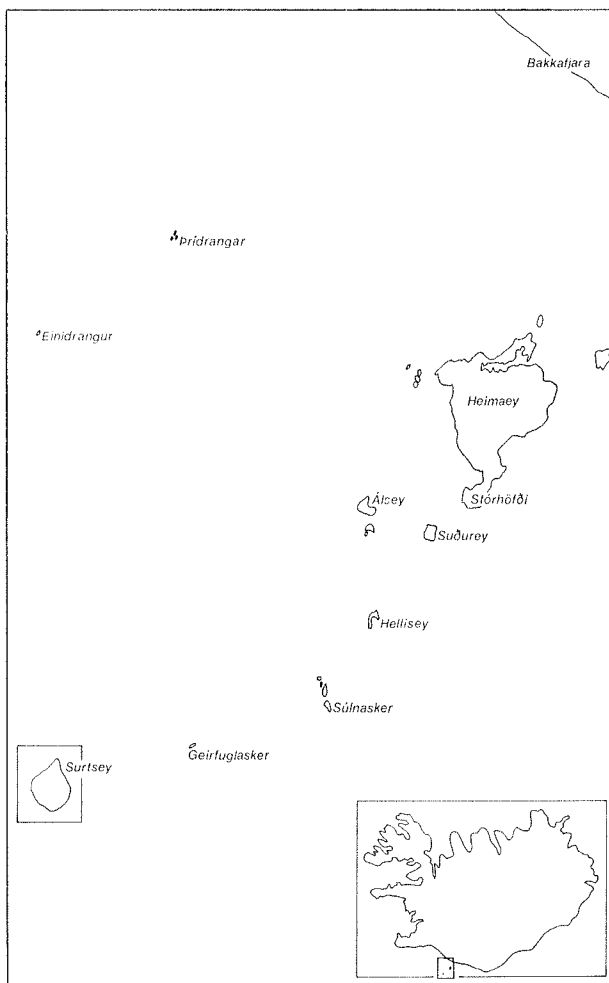 Bakkafjara
Þrídrangar
Einidrangur
Heimaey
Álsey
Stórhöfði
Suðurey
Hellisey
Súlnasker
Geirfuglasker
Surtsey